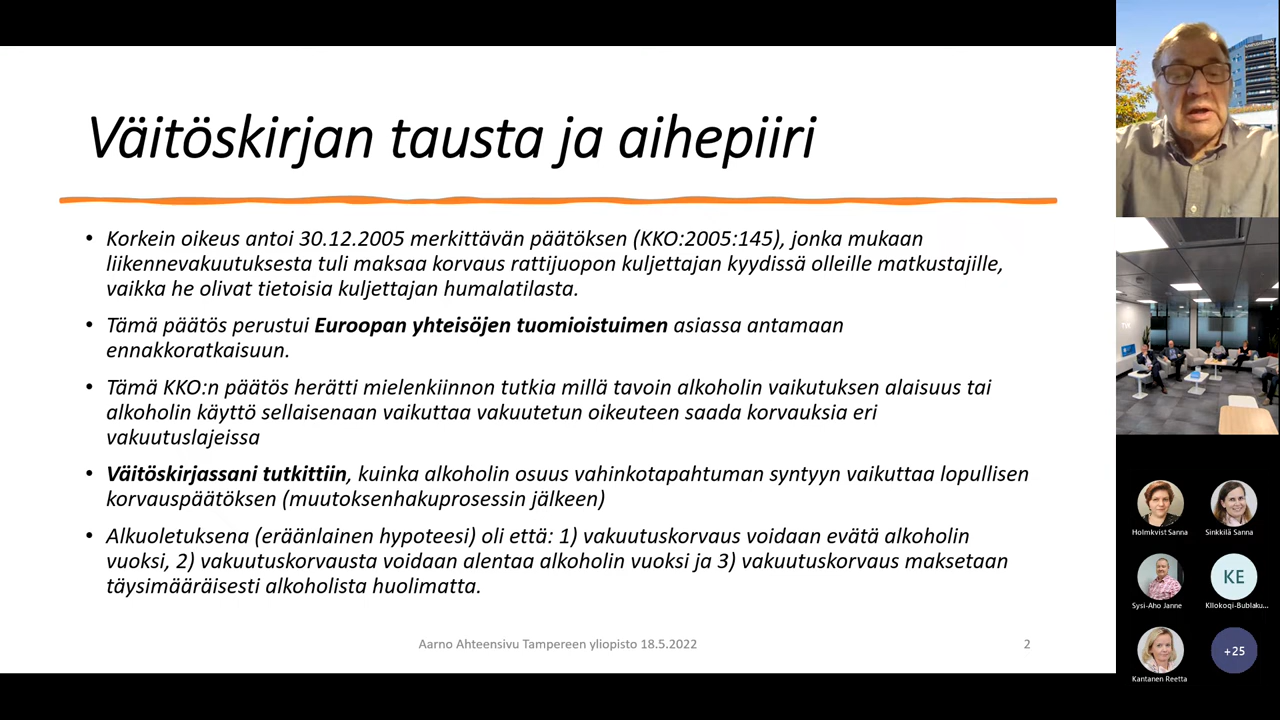 Väitöskirjan tausta ja aihepiiri
• Korkein oikeus antoi 30.12.2005 merkittävän päätöksen (KKO:2005:145), jonka mukaan
liikennevakuutuksesta tuli maksaa korvaus rattijuopon kuljettajan kyydissä olleille matkustajille,
vaikka he olivat tietoisia kuljettajan humalatilasta.
• Tämä päätös perustui Euroopan yhteisöjen tuomioistuimen asiassa antamaan
ennakkoratkaisuun.
• Tämä KKO:n päätös herätti mielenkiinnon tutkia millä tavoin alkoholin vaikutuksen alaisuus tai
alkoholin käyttö sellaisenaan vaikuttaa vakuutetun oikeuteen saada korvauksia eri
vakuutuslajeissa
• Väitöskirjassani tutkittiin, kuinka alkoholin osuus vahinkotapahtuman syntyyn vaikuttaa lopullisen
korvauspäätöksen (muutoksenhakuprosessin jälkeen)
• Alkuoletuksena (eräänlainen hypoteesi) oli että: 1) vakuutuskorvaus voidaan evätä alkoholin
vuoksi, 2) vakuutuskorvausta voidaan alentaa alkoholin vuoksi ja 3) vakuutuskorvaus maksetaan
täysimääräisesti alkoholista huolimatta.
Aarno Ahteensivu Tampereen yliopisto 18.5.2022
2
Holmkvist Sanna
Sinkkilä Sanna
Sysi-Aho Janne
KE
Kllokoqi-Bublaku...
Kantanen Reetta
+25